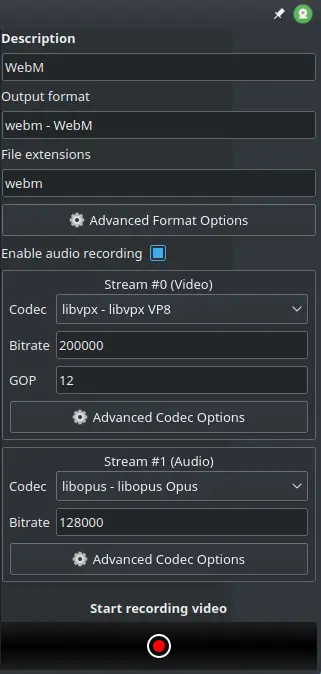 Description
WebM
Output format
webm - WebM
File extensions
webm
Advanced Format Options
Enable audio recording
Stream #0 (Video)
Codec libvpx - libvpx VP8
Bitrate 200000
GOP 12
Advanced Codec Options
Stream #1 (Audio)
Codec libopus - libopus Opus
Bitrate 128000
Advanced Codec Options
Start recording video